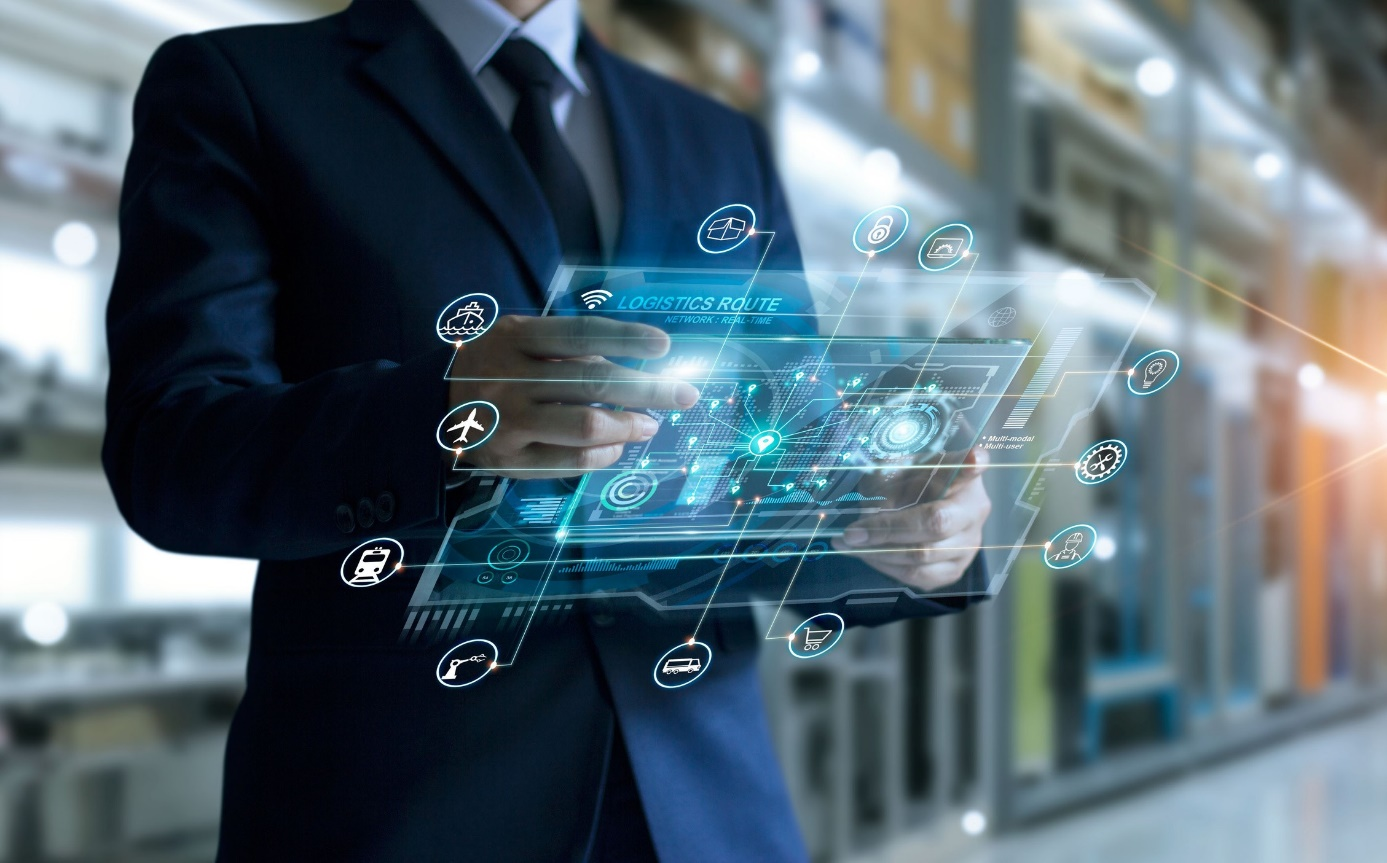 LOGISTICS ROUTE
NETWORK : REAL-TIME
• Multi-modal
• Multi-user